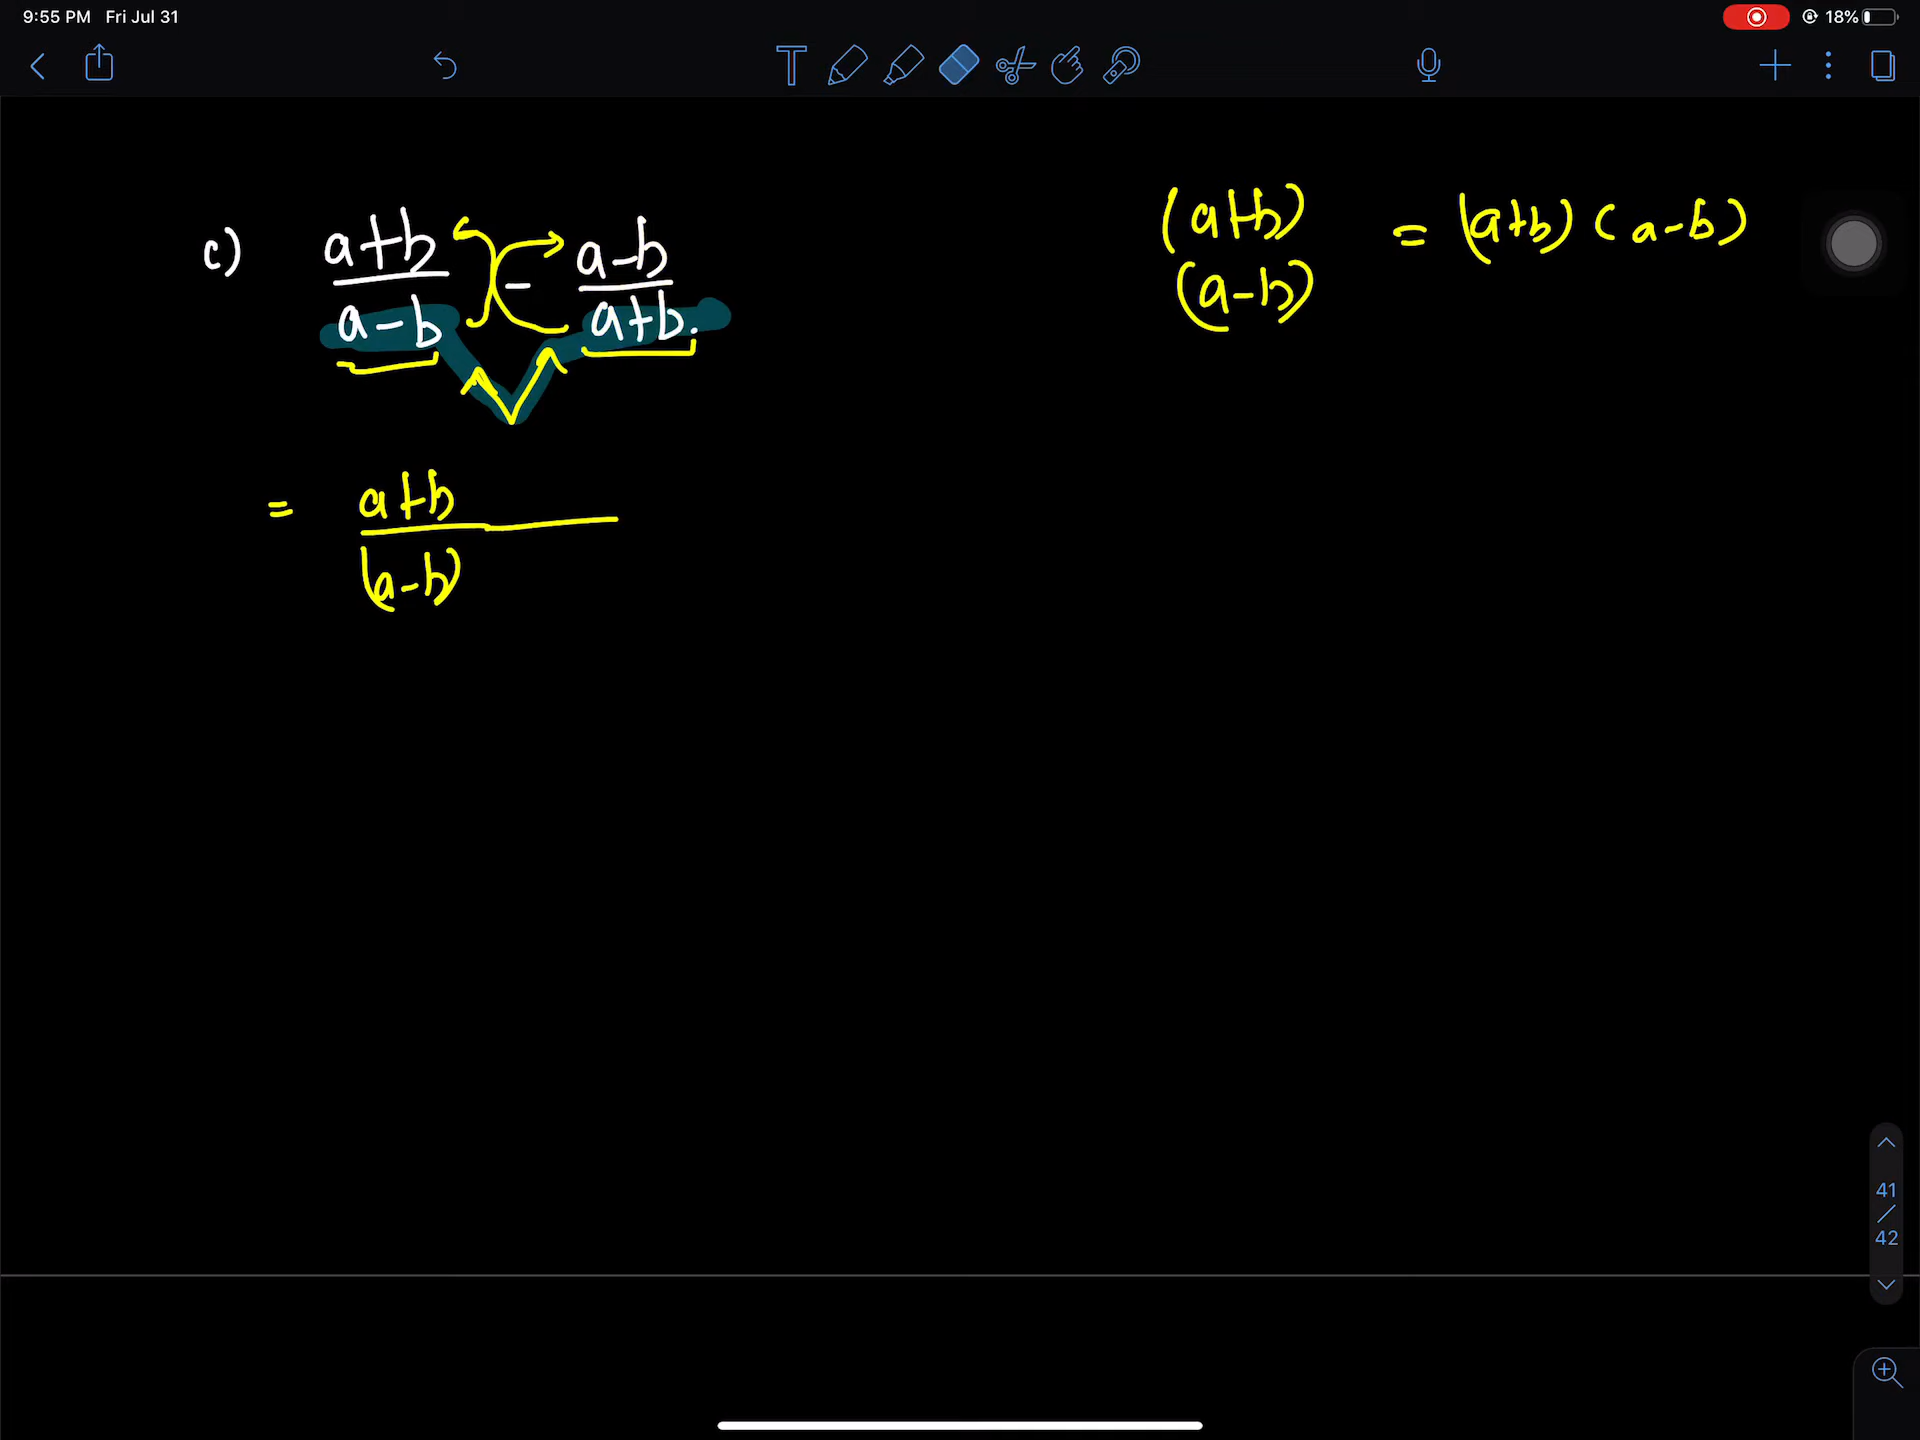 9:55 PM Fri Jul 31 18%
T
c) a+b - a-b
a-b a+b.
(a+b) = (a+b) (a-b)
(a-b)
= a+b
(a-b)
41
/
42